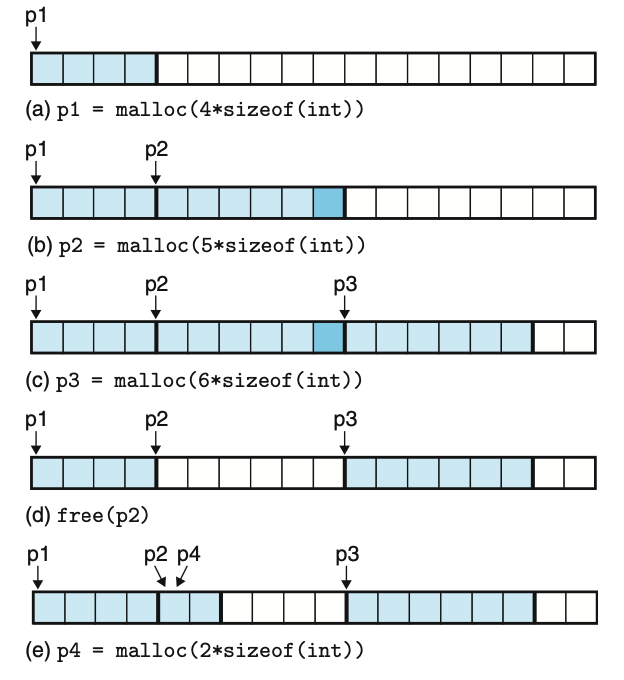 p1
(a) p1 = malloc(4*sizeof(int))
p1 p2
(b) p2 = malloc(5*sizeof(int))
p1 p2 p3
(c) p3 = malloc(6*sizeof(int))
p1 p2 p3
(d) free(p2)
p1 p2 p4 p3
(e) p4 = malloc(2*sizeof(int))